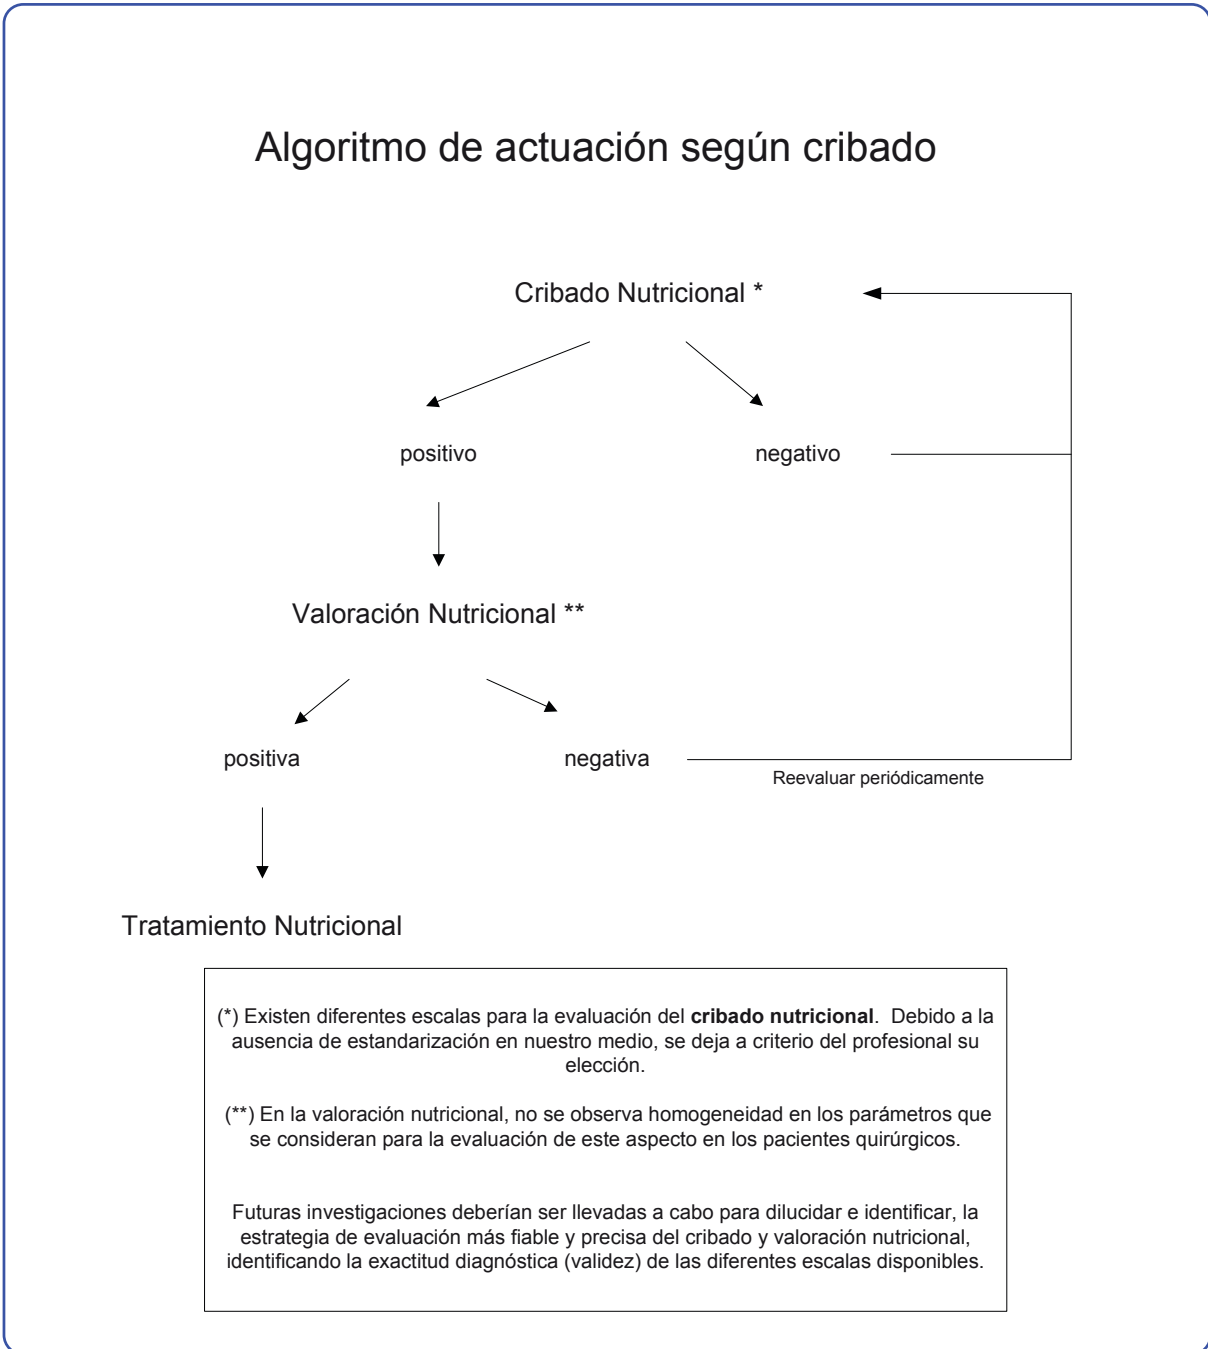 Algoritmo de actuación según cribado
Cribado Nutricional *
positivo
negativo
Valoración Nutricional **
positiva
negativa
Reevaluar periódicamente
Tratamiento Nutricional
(*) Existen diferentes escalas para la evaluación del cribado nutricional. Debido a la
ausencia de estandarización en nuestro medio, se deja a criterio del profesional su
elección.
(**) En la valoración nutricional, no se observa homogeneidad en los parámetros que
se consideran para la evaluación de este aspecto en los pacientes quirúrgicos.
Futuras investigaciones deberían ser llevadas a cabo para dilucidar e identificar, la
estrategia de evaluación más fiable y precisa del cribado y valoración nutricional,
identificando la exactitud diagnóstica (validez) de las diferentes escalas disponibles.